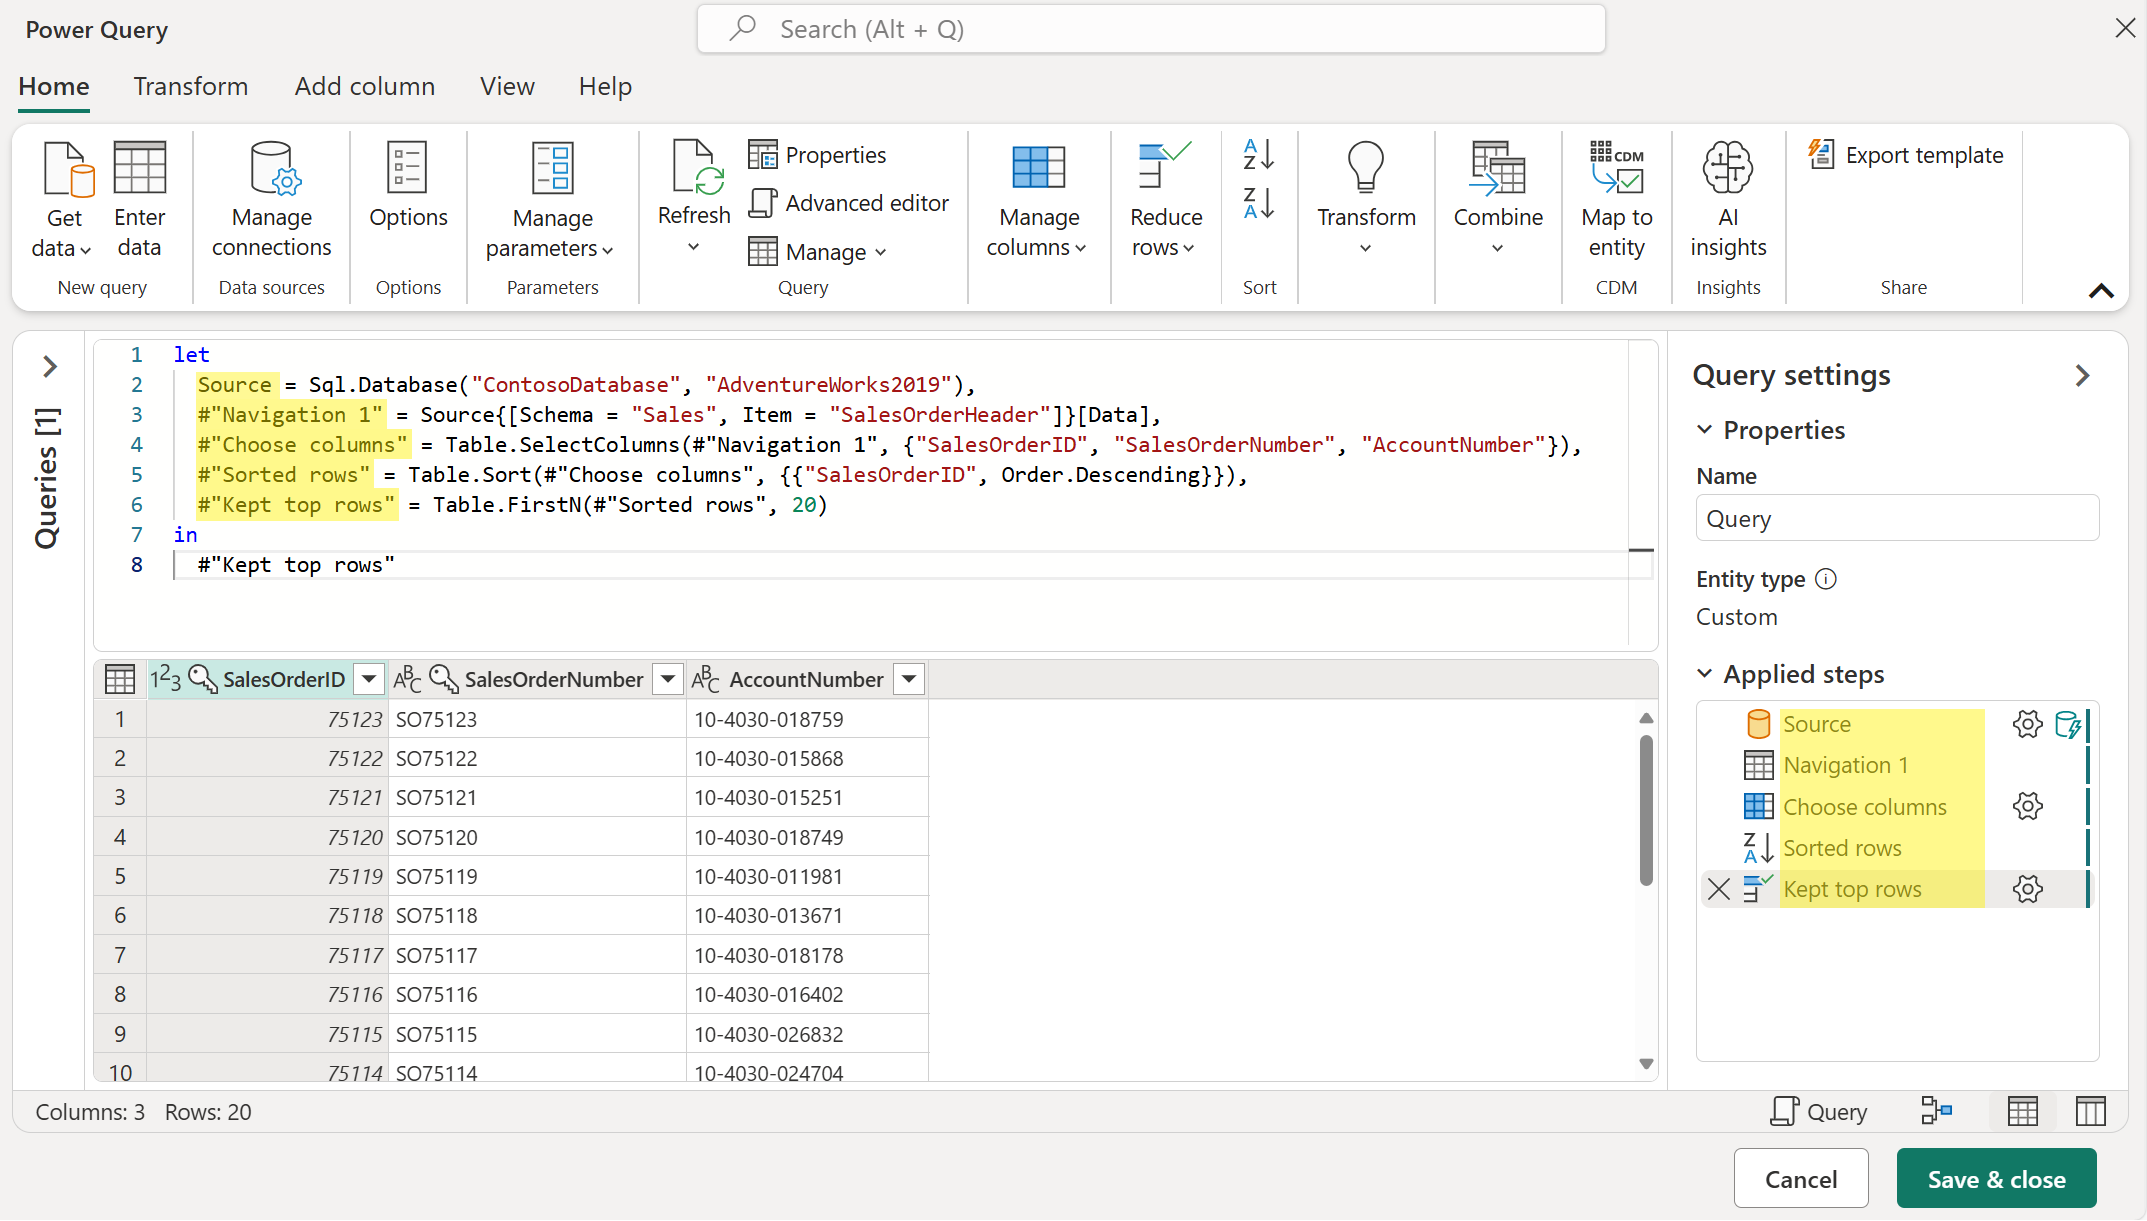 Power Query
Search (Alt + Q)
Home Transform Add column View Help
Get data
Enter data
New query
Manage connections
Data sources
Options
Options
Manage parameters
Parameters
Refresh
Properties
Advanced editor
Manage
Query
Manage columns
Reduce rows
A
Z
Z
A
Sort
Transform
Combine
CDM
Map to entity
CDM
AI insights
Insights
Export template
Share
Queries [1]
1 let
2 Source = Sql.Database("ContosoDatabase", "AdventureWorks2019"),
3 #"Navigation 1" = Source{[Schema = "Sales", Item = "SalesOrderHeader"]}[Data],
4 #"Choose columns" = Table.SelectColumns(#"Navigation 1", {"SalesOrderID", "SalesOrderNumber", "AccountNumber"}),
5 #"Sorted rows" = Table.Sort(#"Choose columns", {{"SalesOrderID", Order.Descending}}),
6 #"Kept top rows" = Table.FirstN(#"Sorted rows", 20)
7 in
8 #"Kept top rows"
123 SalesOrderID ABC SalesOrderNumber ABC AccountNumber
1 75123 SO75123 10-4030-018759
2 75122 SO75122 10-4030-015868
3 75121 SO75121 10-4030-015251
4 75120 SO75120 10-4030-018749
5 75119 SO75119 10-4030-011981
6 75118 SO75118 10-4030-013671
7 75117 SO75117 10-4030-018178
8 75116 SO75116 10-4030-016402
9 75115 SO75115 10-4030-026832
10 75114 SO75114 10-4030-024704
Query settings
Properties
Name
Query
Entity type
Custom
Applied steps
Source
Navigation 1
Choose columns
Z
A
Sorted rows
Kept top rows
Columns: 3 Rows: 20
Query
Cancel
Save & close